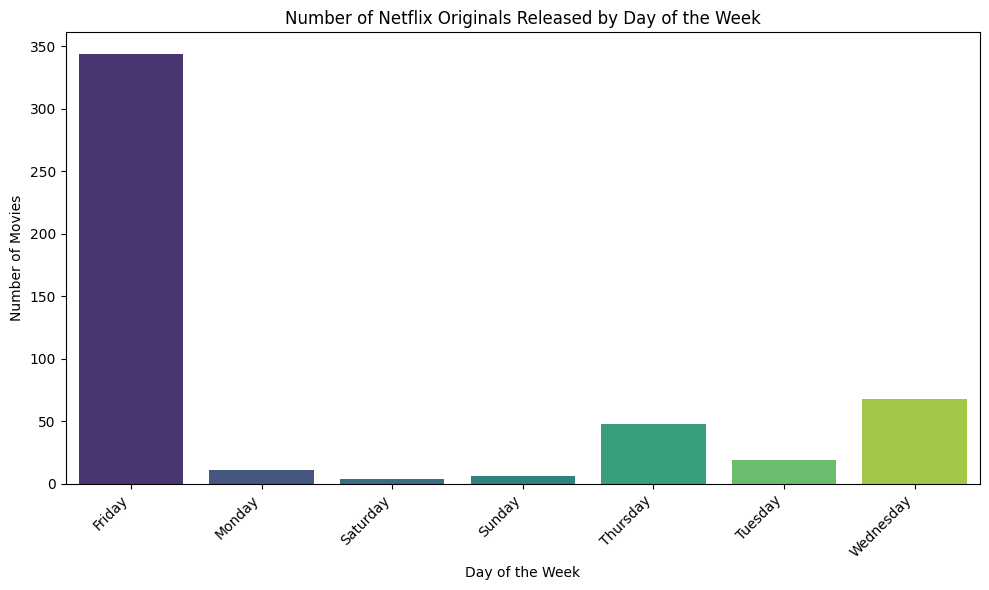 Number of Netflix Originals Released by Day of the Week
Number of Movies
350
300
250
200
150
100
50
0
Friday
Monday
Saturday
Sunday
Thursday
Tuesday
Wednesday
Day of the Week